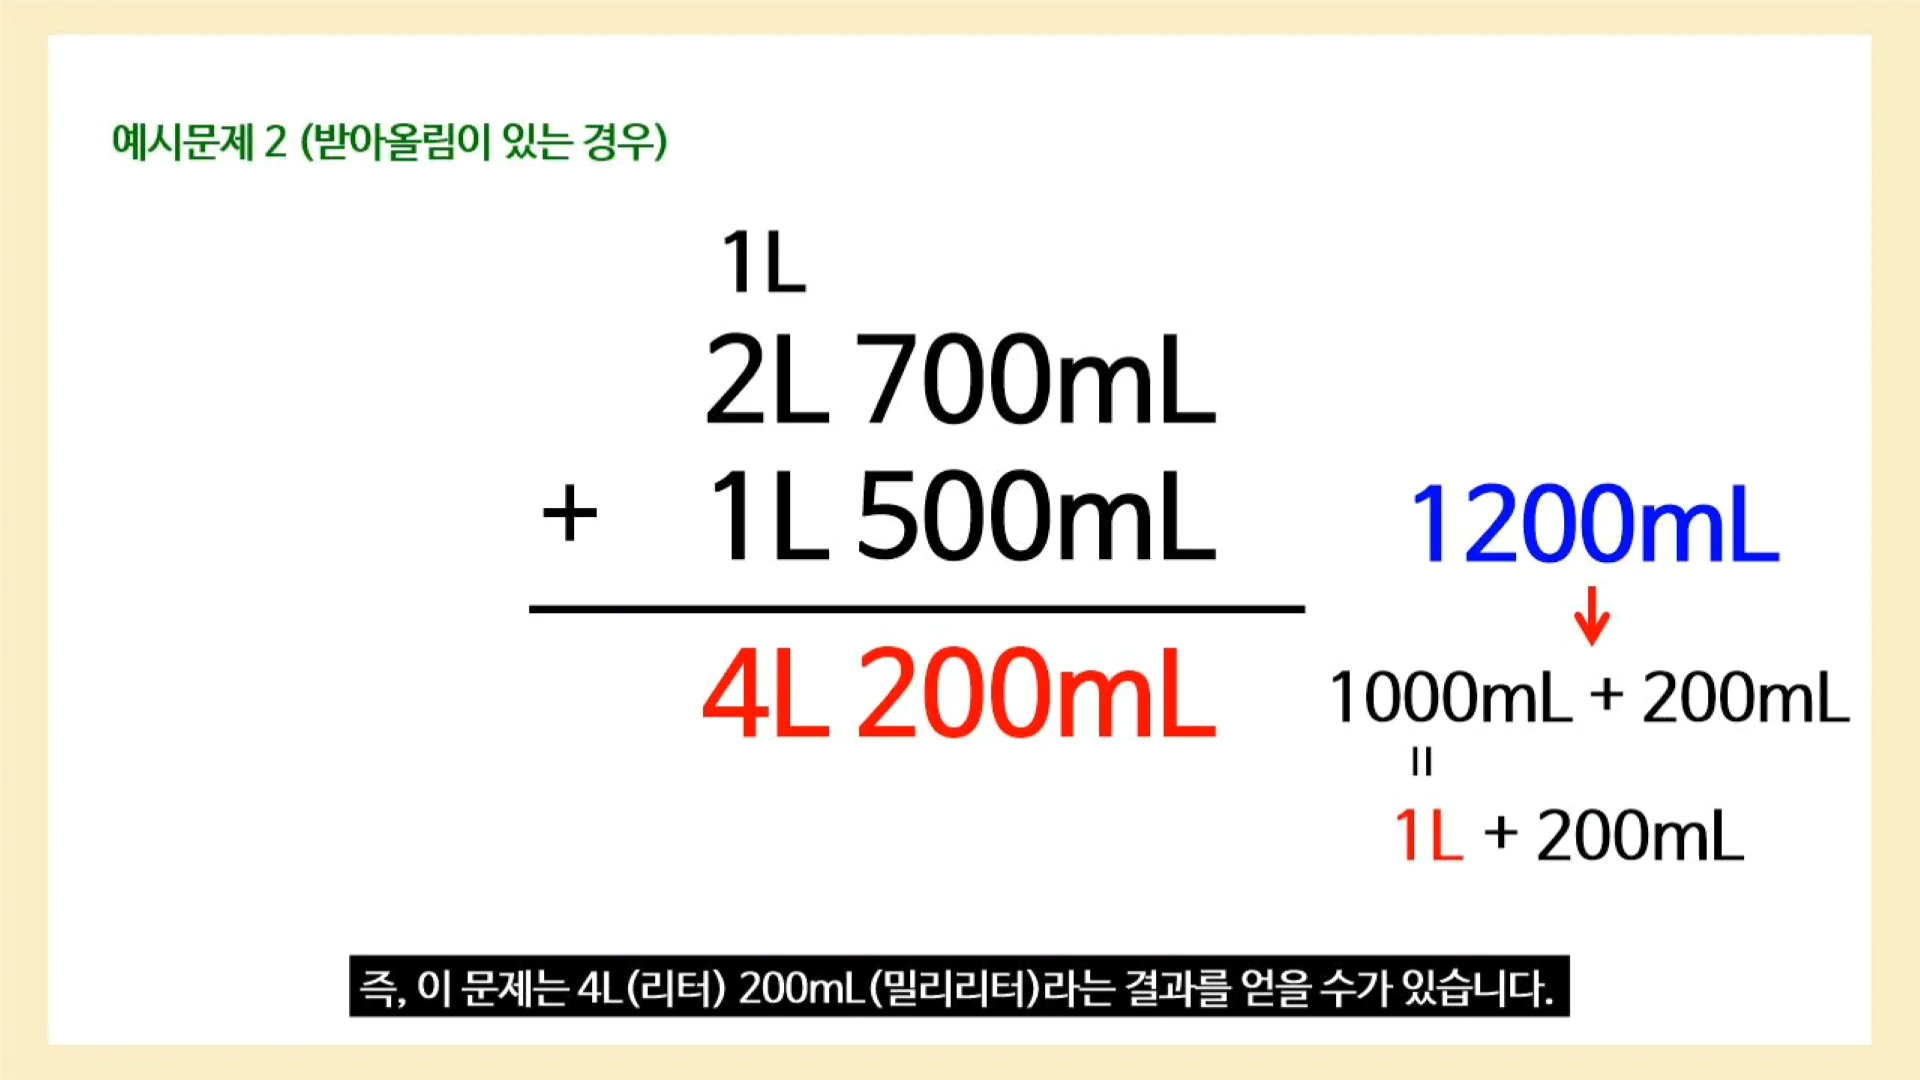 예시문제 2 (받아올림이 있는 경우)
1L
2L 700mL
+ 1L 500mL
4L 200mL
1200mL
↓
1000mL + 200mL
=
1L + 200mL
즉, 이 문제는 4L(리터) 200mL(밀리리터)라는 결과를 얻을 수가 있습니다.